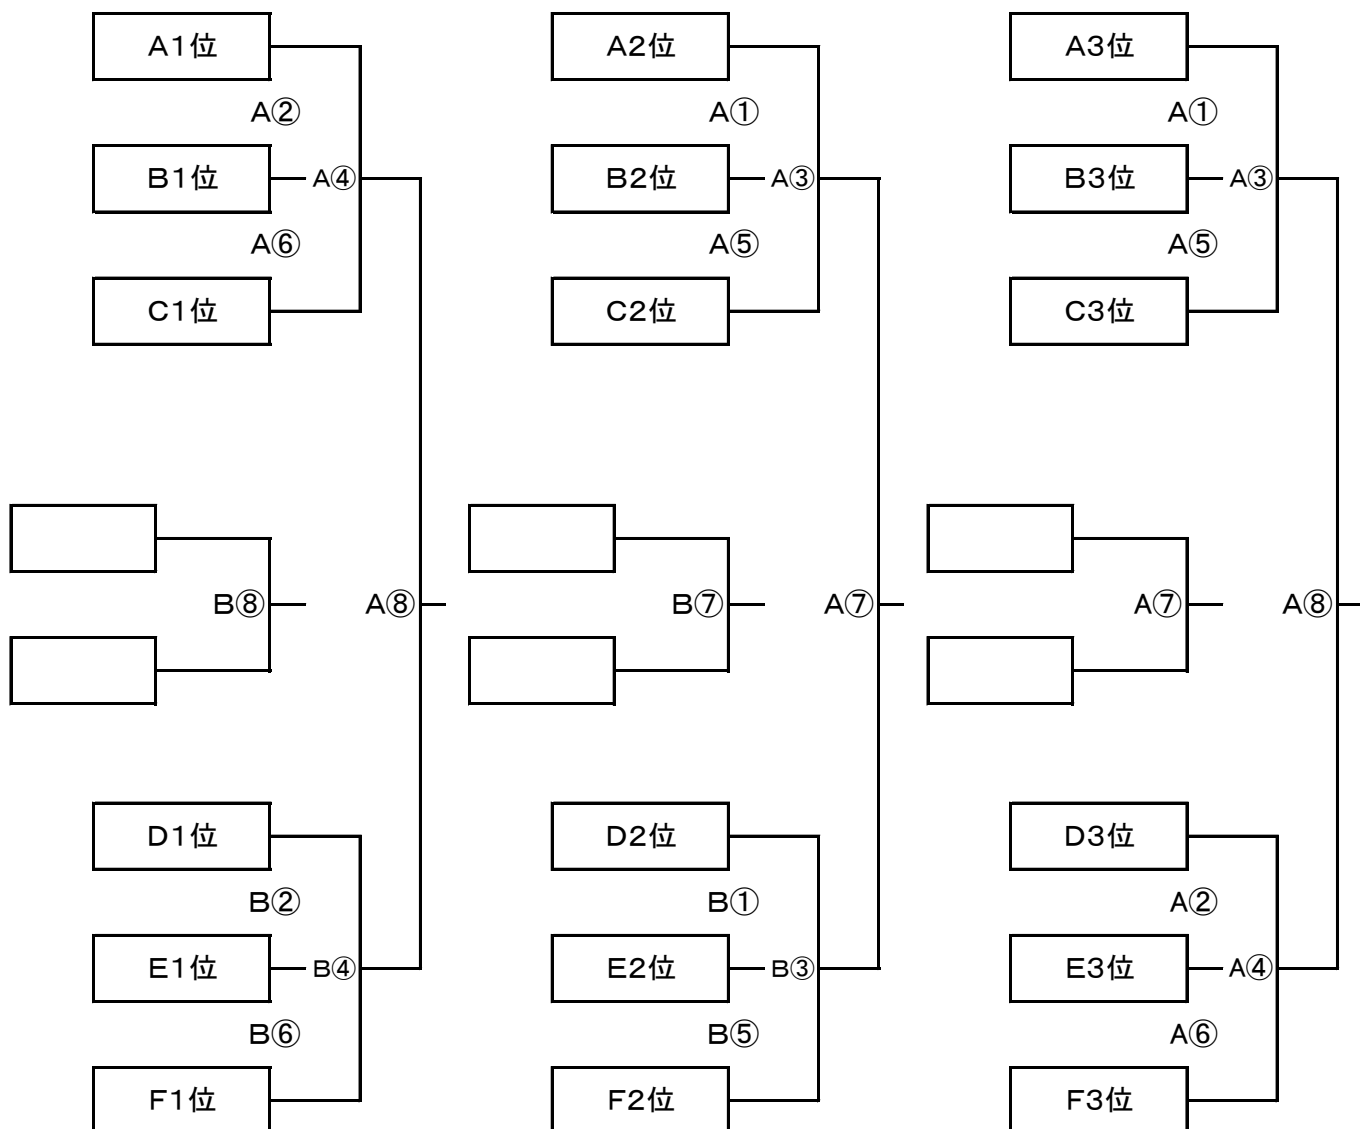 A1位 A2位 A3位
A② A① A①
B1位 A④ B2位 A③ B3位 A③
A⑥ A⑤ A⑤
C1位 C2位 C3位
B⑧ A⑧ B⑦ A⑦ A⑦ A⑧
D1位 D2位 D3位
B② B① A②
E1位 B④ E2位 B③ E3位 A④
B⑥ B⑤ A⑥
F1位 F2位 F3位